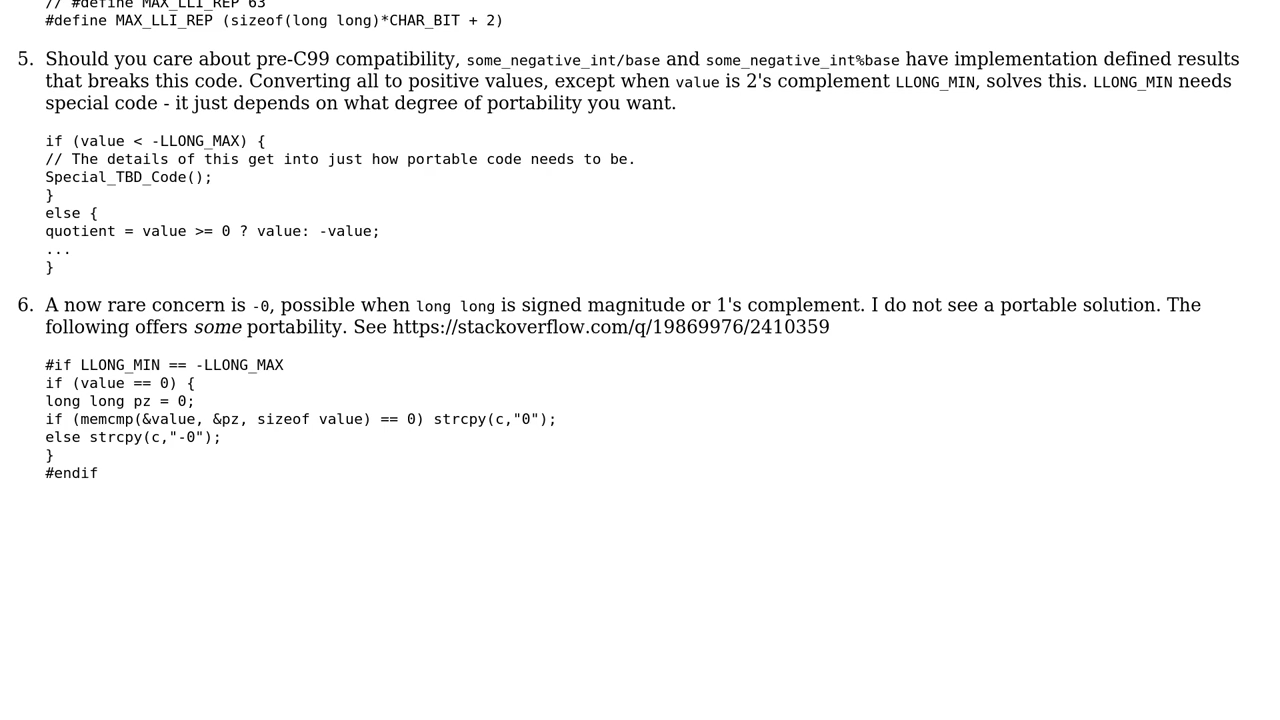 // #define MAX_LLI_REP 63
#define MAX_LLI_REP (sizeof(long long)*CHAR_BIT + 2)
5. Should you care about pre-C99 compatibility, some_negative_int/base and some_negative_int%base have implementation defined results
that breaks this code. Converting all to positive values, except when value is 2's complement LLONG_MIN, solves this. LLONG_MIN needs
special code - it just depends on what degree of portability you want.
if (value < -LLONG_MAX) {
// The details of this get into just how portable code needs to be.
Special_TBD_Code();
}
else {
quotient = value >= 0 ? value: -value;
...
}
6. A now rare concern is -0, possible when long long is signed magnitude or 1's complement. I do not see a portable solution. The
following offers some portability. See https://stackoverflow.com/q/19869976/2410359
#if LLONG_MIN == -LLONG_MAX
if (value == 0) {
long long pz = 0;
if (memcmp(&value, &pz, sizeof value) == 0) strcpy(c,"0");
else strcpy(c,"-0");
}
#endif